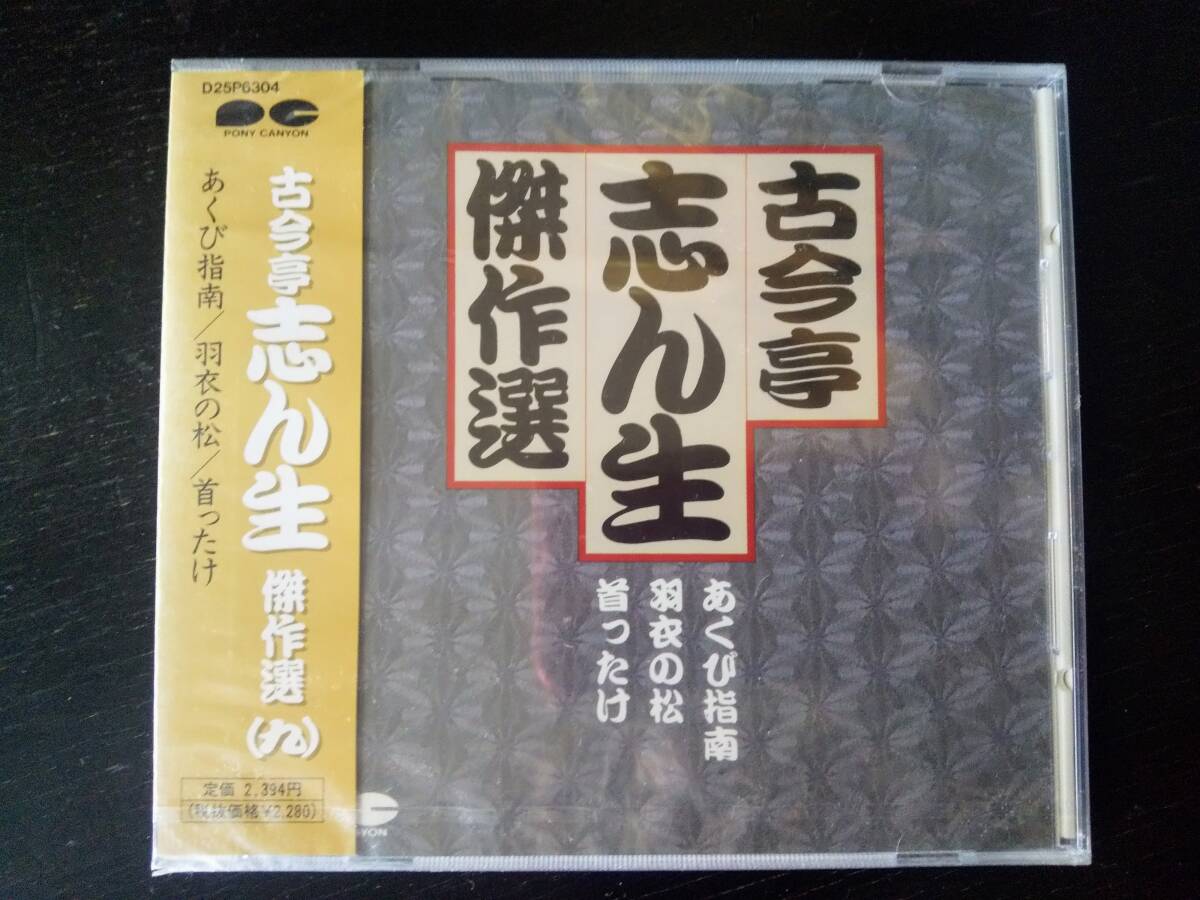 D25P6304
PONY CANYON
古今亭志ん生 傑作選(九)
あくび指南/羽衣の松/首ったけ
定価 2,394円
(税抜価格¥2,280)
古今亭
志ん生
傑作選
あくび指南
羽衣の松
首ったけ
YON